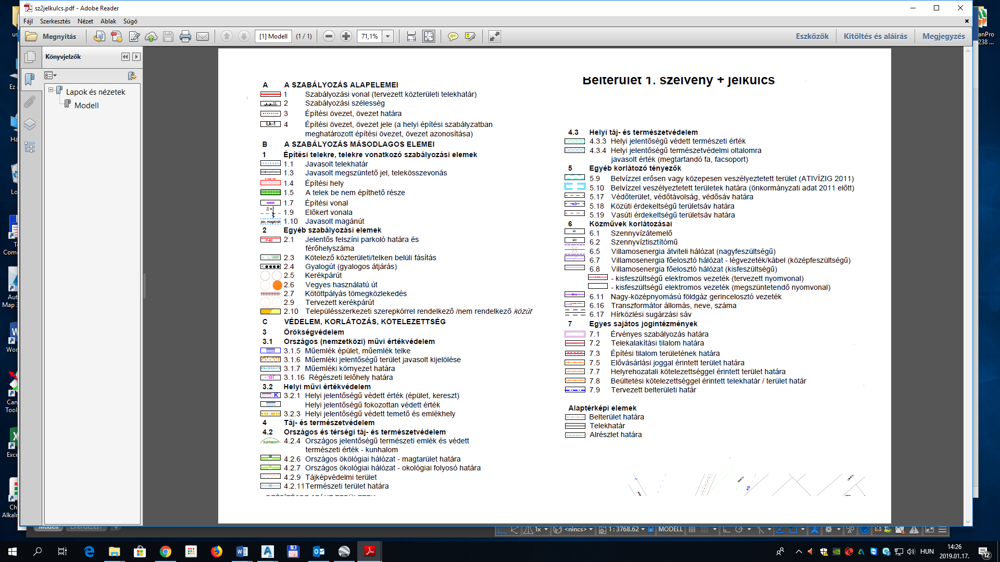 sz2jelkulcs.pdf - Adobe Reader
Fájl Szerkesztés Nézet Ablak Súgó
Megnyitás [1] Modell (1 / 1) 71,1% Eszközök Kitöltés és aláírás Megjegyzés
Könyvjelzők
Lapok és nézetek
Modell
Belterület 1. szelvény + jelkulcs
A A SZABÁLYOZÁS ALAPELEMEI
1 Szabályozási vonal (tervezett közterületi telekhatár)
2 Szabályozási szélesség
3 Építési övezet, övezet határa
Lk-1 4 Építési övezet, övezet jele (a helyi építési szabályzatban
meghatározott építési övezet, övezet azonosítása)
B A SZABÁLYOZÁS MÁSODLAGOS ELEMEI
1 Építési telekre, telekre vonatkozó szabályozási elemek
1.1 Javasolt telekhatár
1.3 Javasolt megszüntető jel, telekösszevonás
1.4 Építési hely
1.5 A telek be nem építhető része
1.7 Építési vonal
1.9 Előkert vonala
jav. magánút 1.10 Javasolt magánút
2 Egyéb szabályozási elemek
P-40 2.1 Jelentős felszíni parkoló határa és
férőhelyszáma
2.3 Kötelező közterületi/telken belüli fásítás
2.4 Gyalogút (gyalogos átjárás)
2.5 Kerékpárút
2.6 Vegyes használatú út
2.7 Kötöttpályás tömegközlekedés
2.9 Tervezett kerékpárút
2.10 Településszerkezeti szerepkörrel rendelkező /nem rendelkező közút
C VÉDELEM, KORLÁTOZÁS, KÖTELEZETTSÉG
3 Örökségvédelem
3.1 Országos (nemzetközi) művi értékvédelem
3.1.5 Műemlék épület, műemlék telke
3.1.6 Műemléki jelentőségű terület javasolt kijelölése
3.1.7 Műemléki környezet határa
121 3.1.16 Régészeti lelőhely határa
3.2 Helyi művi értékvédelem
K 3.2.1 Helyi jelentőségű védett érték (épület, kereszt)
Helyi jelentőségű fokozottan védett érték
3.2.3 Helyi jelentőségű védett temető és emlékhely
4 Táj- és természetvédelem
4.2 Országos és térségi táj- és természetvédelem
kunhalom 4.2.4 Országos jelentőségű természeti emlék és védett
természeti érték - kunhalom
M 4.2.6 Országos ökológiai hálózat - magtarület határa
4.2.7 Országos ökológiai hálózat - okológiai folyosó határa
4.2.9 Tájképvédelmi terület
4.2.11 Természeti terület határa
4.3 Helyi táj- és természetvédelem
4.3.3 Helyi jelentőségű védett természeti érték
4.3.4 Helyi jelentőségű természetvédelmi oltalomra
javasolt érték (megtartandó fa, facsoport)
5 Egyéb korlátozó tényezők
5.9 Belvízzel erősen vagy közepesen veszélyeztetett terület (ATIVÍZIG 2011)
5.10 Belvízzel veszélyeztetett területek határa (önkormányzati adat 2011 előtt)
5.17 Védőterület, védőtávolság, védősáv határa
KÖ 5.18 Közúti érdekeltségű területsáv határa
5.19 Vasúti érdekeltségű területsáv határa
6 Közművek korlátozásai
6.1 Szennyvízátemelő
6.2 Szennyvíztisztítómű
6.5 Villamosenergia átviteli hálózat (nagyfeszültségű)
6.7 Villamosenergia főelosztó hálózat - légvezeték/kábel (középfeszültségű)
6.8 Villamosenergia főelosztó hálózat (kisfeszültségű)
- kisfeszültségű elektromos vezeték (tervezett nyomvonal)
- kisfeszültségű elektromos vezeték (megszüntetendő nyomvonal)
6.11 Nagy-középnyomású földgáz gerincelosztó vezeték
6.16 Transzformátor állomás, neve, száma
6.17 Hírközlési sugárzási sáv
7 Egyes sajátos jogintézmények
7.1 Érvényes szabályozás határa
7.2 Telekalakítási tilalom határa
7.3 Építési tilalom területének határa
7.5 Elővásárlási joggal érintett terület határa
7.7 Helyrehozatali kötelezettséggel érintett terület határa
7.8 Beültetési kötelezettséggel érintett telekhatár / terület határ
7.9 Tervezett belterületi határ
Alaptérképi elemek
Belterület határa
Telekhatár
Alrészlet határa
KÖ
Modell Elrendezés1
1x <nincs> 1 : 3768.62 MODELL
HUN 14:26
2019.01.17. 12